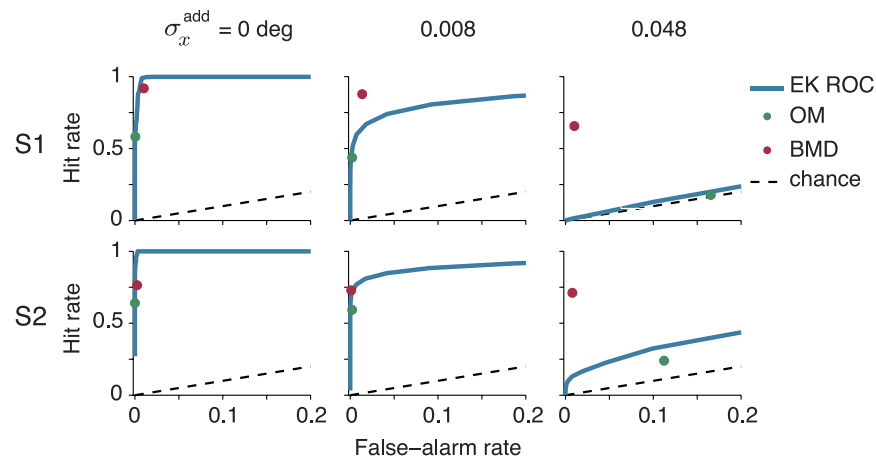 σₓᵃᵈᵈ = 0 deg 0.008 0.048
1
0.5
0
Hit rate
S1
EK ROC
OM
BMD
chance
1
0.5
0
Hit rate
S2
0 0.1 0.2 0 0.1 0.2 0 0.1 0.2
False−alarm rate